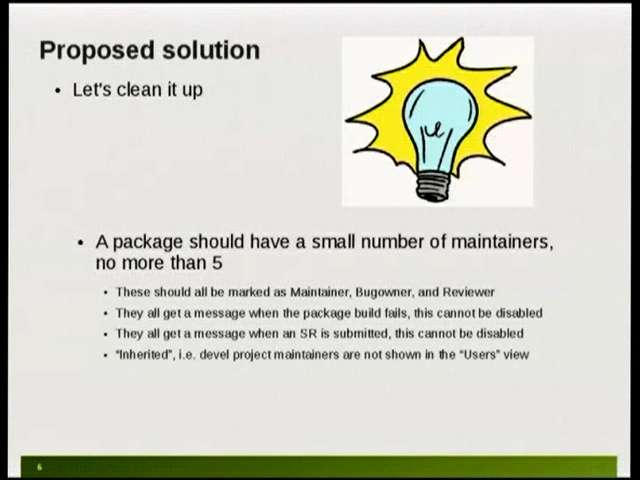 Proposed solution
• Let's clean it up
• A package should have a small number of maintainers,
no more than 5
• These should all be marked as Maintainer, Bugowner, and Reviewer
• They all get a message when the package build fails, this cannot be disabled
• They all get a message when an SR is submitted, this cannot be disabled
• "Inherited", i.e. devel project maintainers are not shown in the "Users" view
6